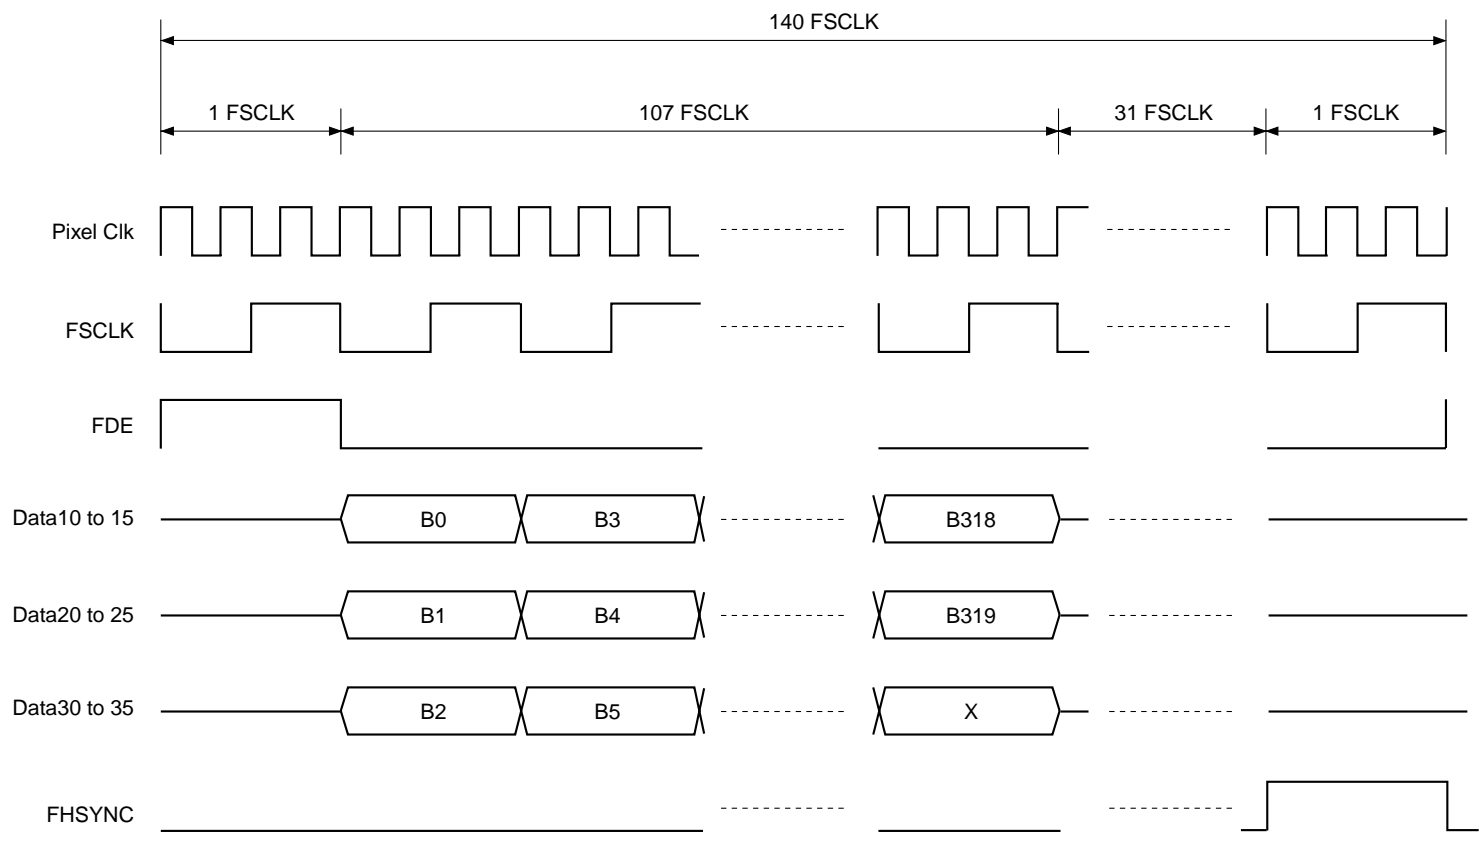 140 FSCLK
1 FSCLK 107 FSCLK 31 FSCLK 1 FSCLK
Pixel Clk
FSCLK
FDE
Data10 to 15 B0 B3 B318
Data20 to 25 B1 B4 B319
Data30 to 35 B2 B5 X
FHSYNC